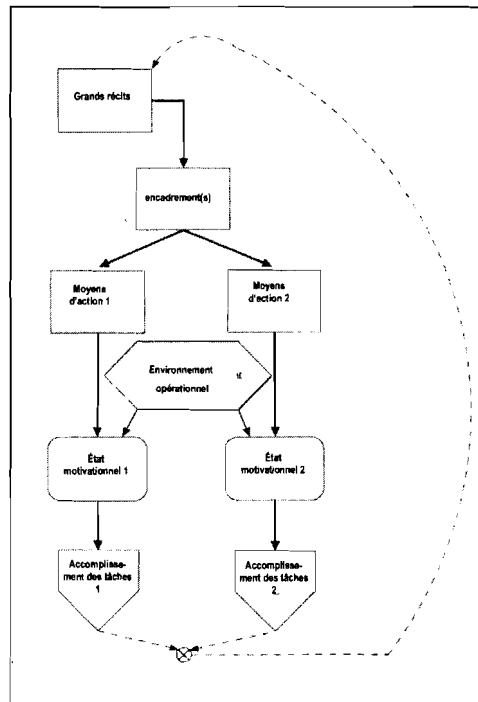 Grands récits
encadrement(s)
Moyens
d'action 1
Moyens
d'action 2
Environnement
opérationnel
État
motivationnel 1
État
motivationnel 2
Accomplisse-
ment des tâches
1
Accomplisse-
ment des tâches
2.